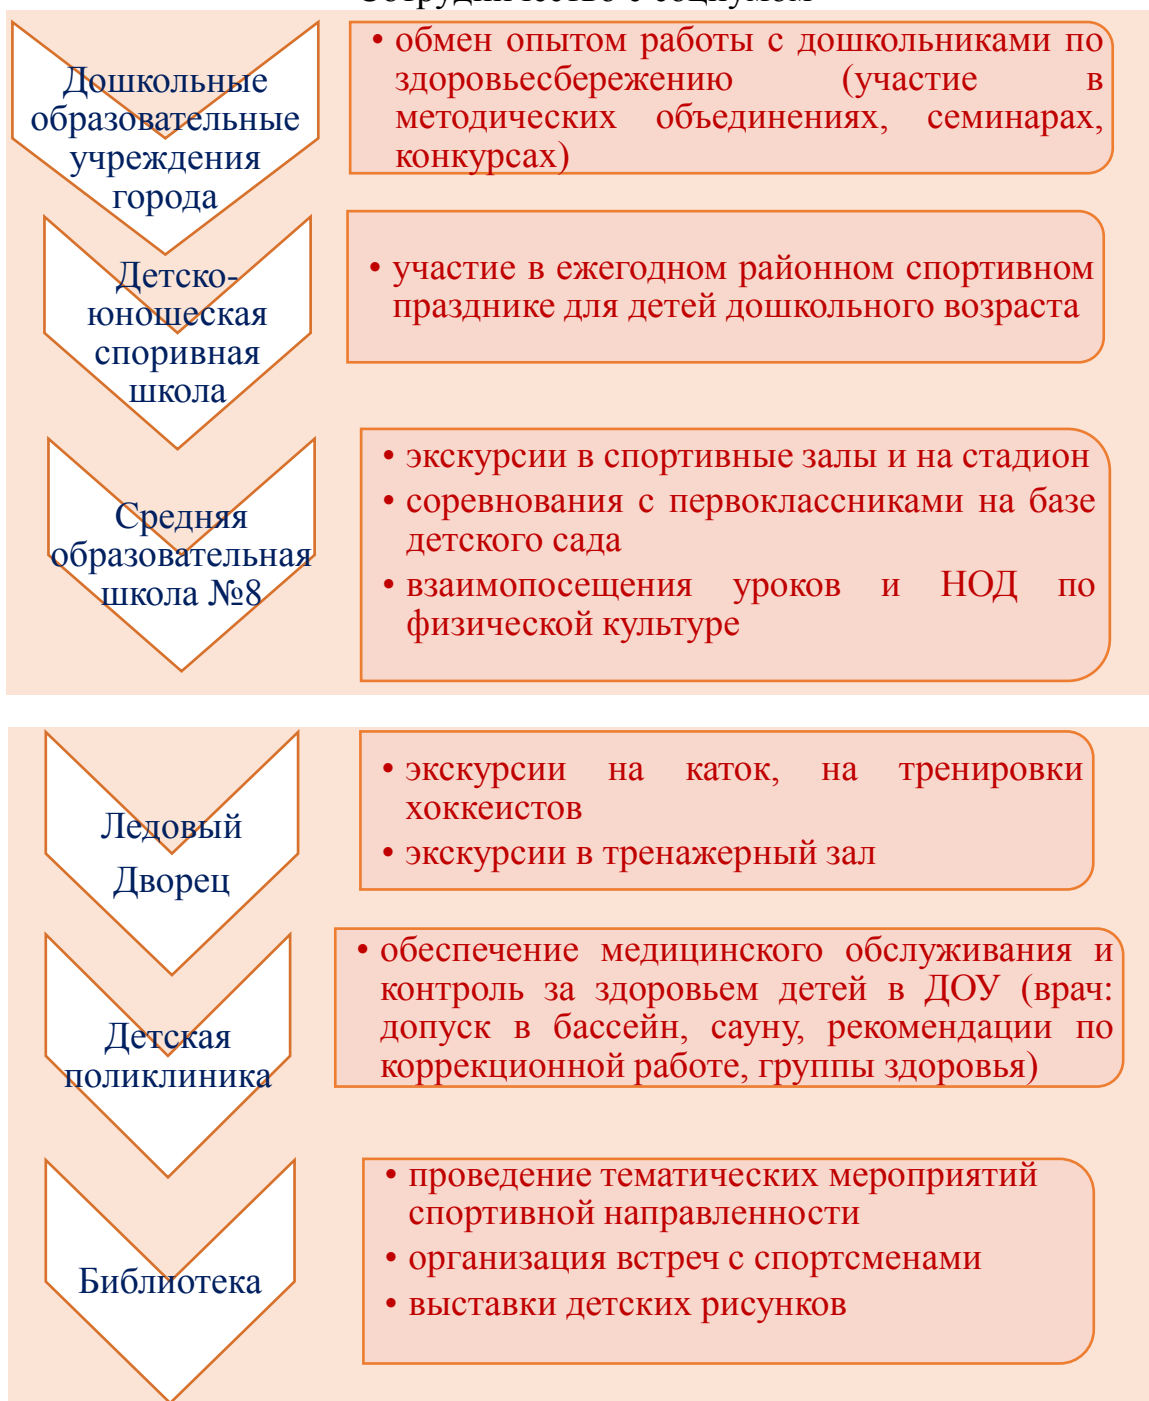 Сотрудничество с социумом
Дошкольные
образовательные
учреждения
города
• обмен опытом работы с дошкольниками по
здоровьесбережению (участие в
методических объединениях, семинарах,
конкурсах)
Детско-
юношеская
споривная
школа
• участие в ежегодном районном спортивном
празднике для детей дошкольного возраста
Средняя
образовательная
школа №8
• экскурсии в спортивные залы и на стадион
• соревнования с первоклассниками на базе
детского сада
• взаимопосещения уроков и НОД по
физической культуре
Ледовый
Дворец
• экскурсии на каток, на тренировки
хоккеистов
• экскурсии в тренажерный зал
Детская
поликлиника
• обеспечение медицинского обслуживания и
контроль за здоровьем детей в ДОУ (врач:
допуск в бассейн, сауну, рекомендации по
коррекционной работе, группы здоровья)
Библиотека
• проведение тематических мероприятий
спортивной направленности
• организация встреч с спортсменами
• выставки детских рисунков